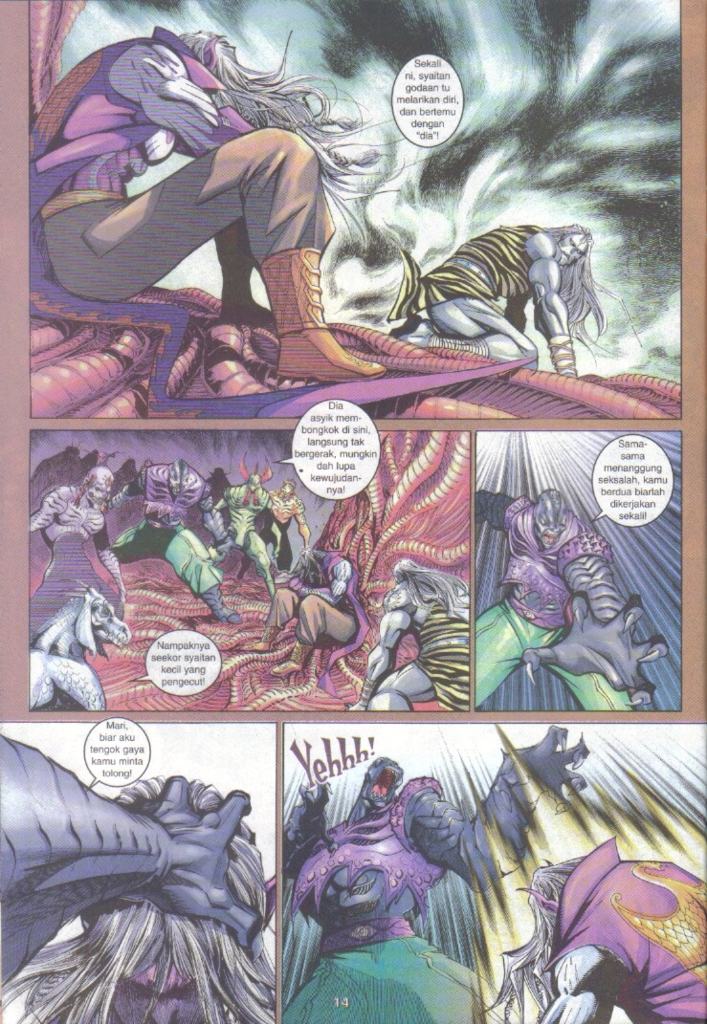 Sekali
ni, syaitan
godaan tu
melarikan diri,
dan bertemu
dengan
"dia"!
Dia
asyik mem-
bongkok di sini,
langsung tak
bergerak, mungkin
dah lupa
kewujudan-
nya!
Nampaknya
seekor syaitan
kecil yang
pengecut!
Sama-
sama
menanggung
seksalah, kamu
berdua biarlah
dikerjakan
sekali!
Mari,
biar aku
tengok gaya
kamu minta
tolong!
Yehhh!
14